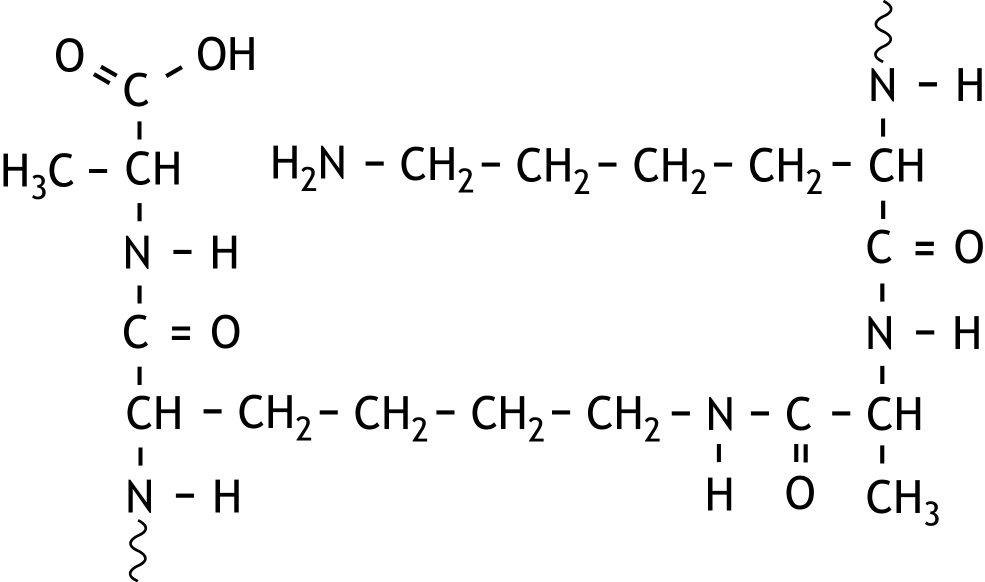 O = C – OH
N – H
H₃C – CH
H₂N – CH₂ – CH₂ – CH₂ – CH₂ – CH
N – H
C = O
C = O
N – H
CH – CH₂ – CH₂ – CH₂ – CH₂ – N – C – CH
N – H
H
O
CH₃